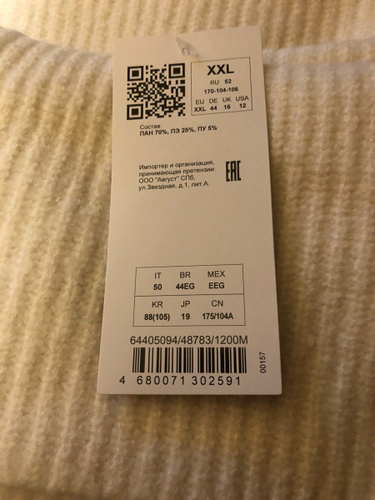 XXL
RU 52
170-104-106
EU DE UK USA
XXL 44 16 12
Состав
ПАН 70%, ПЭ 25%, ПУ 5%
Импортер и организация,
принимающая претензии:
ООО "Август" СПб,
ул.Звездная, д.1, лит.А.
EAC
IT BR MEX
50 44EG EEG
KR JP CN
88(105) 19 175/104A
64405094/48783/1200M
00157
4 680071 302591